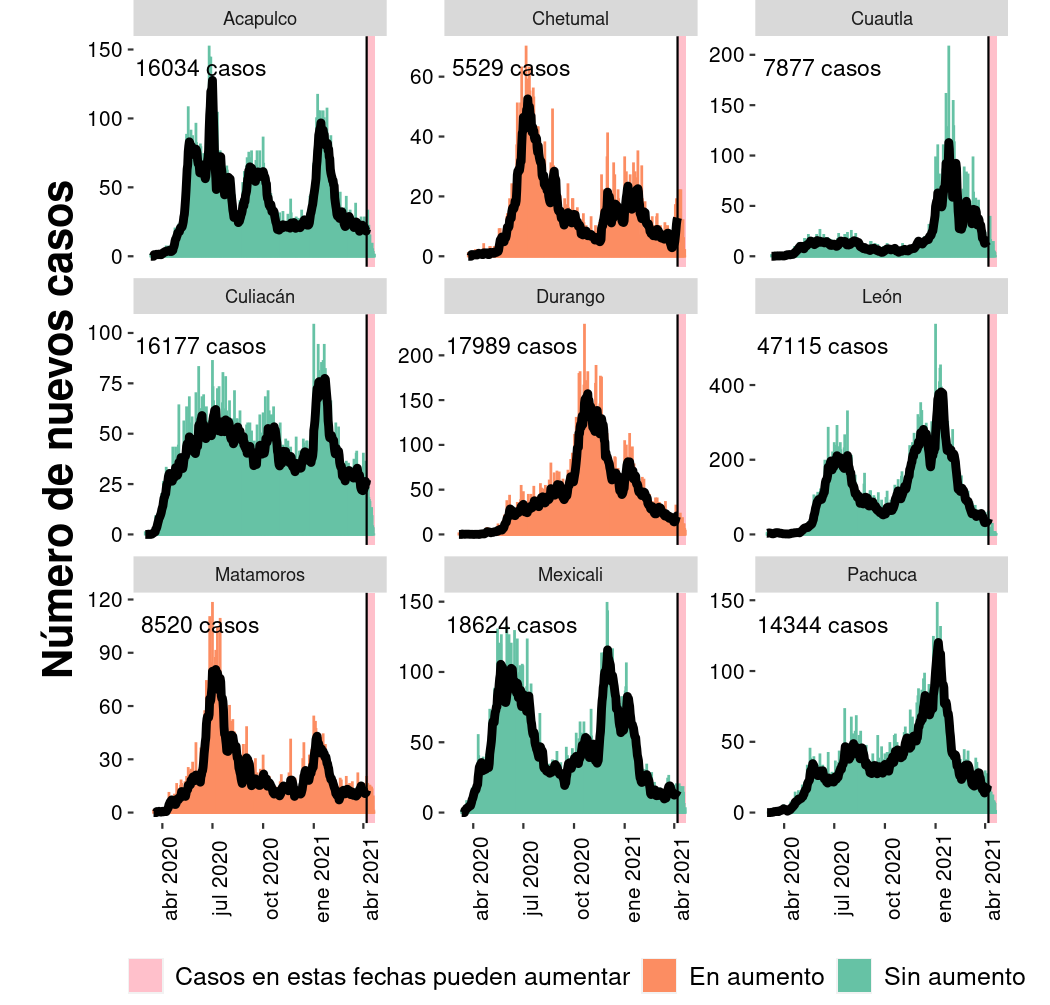 Número de nuevos casos
Acapulco
Chetumal
Cuautla
150
100
50
0
16034 casos
60
40
20
0
5529 casos
200
150
100
50
0
7877 casos
Culiacán
Durango
León
100
75
50
25
0
16177 casos
200
150
100
50
0
17989 casos
400
200
0
47115 casos
Matamoros
Mexicali
Pachuca
120
90
60
30
0
8520 casos
150
100
50
0
18624 casos
150
100
50
0
14344 casos
abr 2020
jul 2020
oct 2020
ene 2021
abr 2021
abr 2020
jul 2020
oct 2020
ene 2021
abr 2021
abr 2020
jul 2020
oct 2020
ene 2021
abr 2021
Casos en estas fechas pueden aumentar
En aumento
Sin aumento